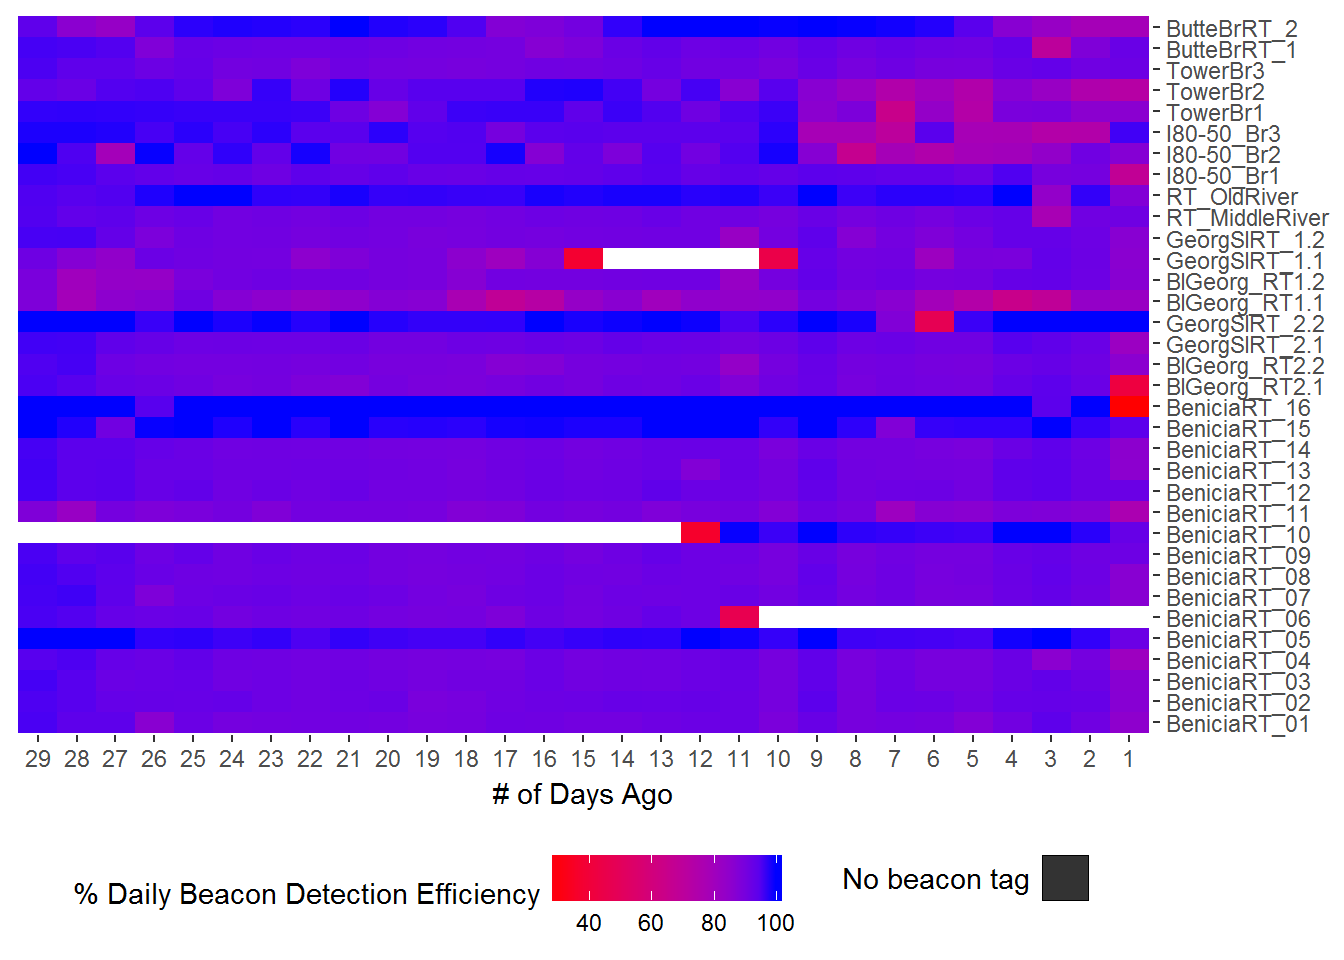 ButteBrRT_2
ButteBrRT_1
TowerBr3
TowerBr2
TowerBr1
I80-50_Br3
I80-50_Br2
I80-50_Br1
RT_OldRiver
RT_MiddleRiver
GeorgSlRT_1.2
GeorgSlRT_1.1
BlGeorg_RT1.2
BlGeorg_RT1.1
GeorgSlRT_2.2
GeorgSlRT_2.1
BlGeorg_RT2.2
BlGeorg_RT2.1
BeniciaRT_16
BeniciaRT_15
BeniciaRT_14
BeniciaRT_13
BeniciaRT_12
BeniciaRT_11
BeniciaRT_10
BeniciaRT_09
BeniciaRT_08
BeniciaRT_07
BeniciaRT_06
BeniciaRT_05
BeniciaRT_04
BeniciaRT_03
BeniciaRT_02
BeniciaRT_01
29 28 27 26 25 24 23 22 21 20 19 18 17 16 15 14 13 12 11 10 9 8 7 6 5 4 3 2 1
# of Days Ago
% Daily Beacon Detection Efficiency
40 60 80 100
No beacon tag